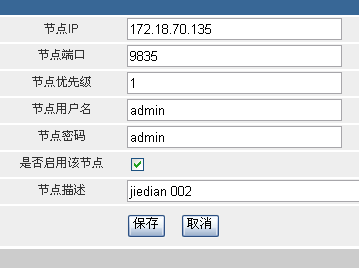 节点IP 172.18.70.135
节点端口 9835
节点优先级 1
节点用户名 admin
节点密码 admin
是否启用该节点
节点描述 jiedian 002
保存 取消